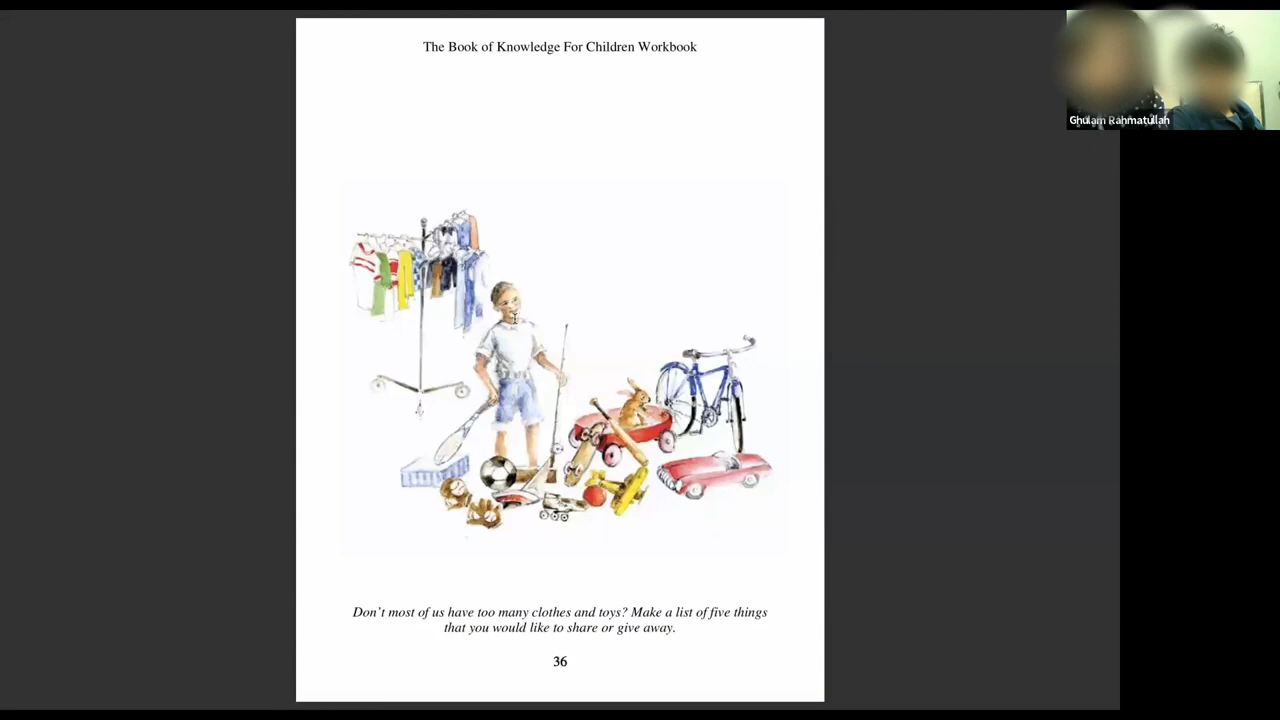 The Book of Knowledge For Children Workbook
Ghulam Rahmatullah
Don't most of us have too many clothes and toys? Make a list of five things
that you would like to share or give away.
36